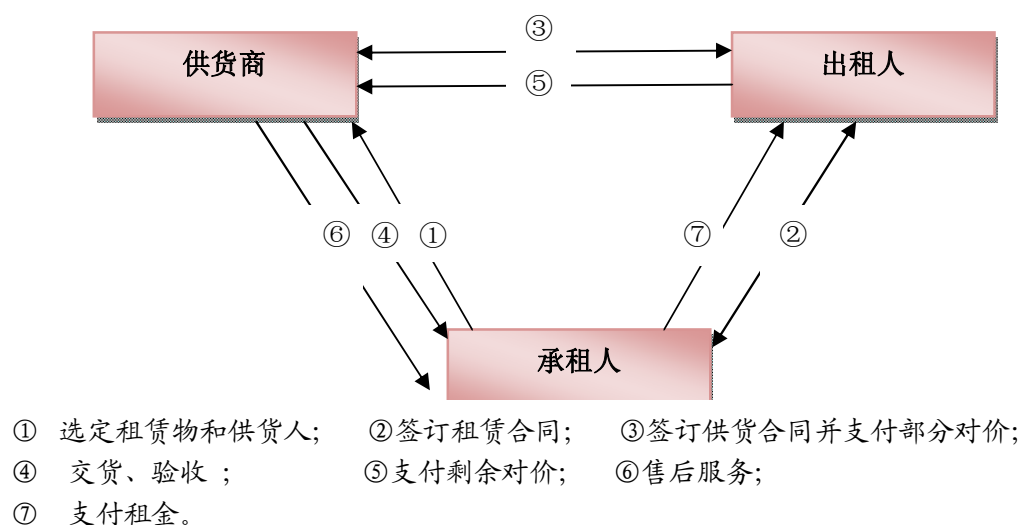 ③
供货商 出租人
⑤
⑥ ④ ① ⑦ ②
承租人
① 选定租赁物和供货人; ②签订租赁合同; ③签订供货合同并支付部分对价;
④ 交货、验收 ; ⑤支付剩余对价; ⑥售后服务;
⑦ 支付租金。